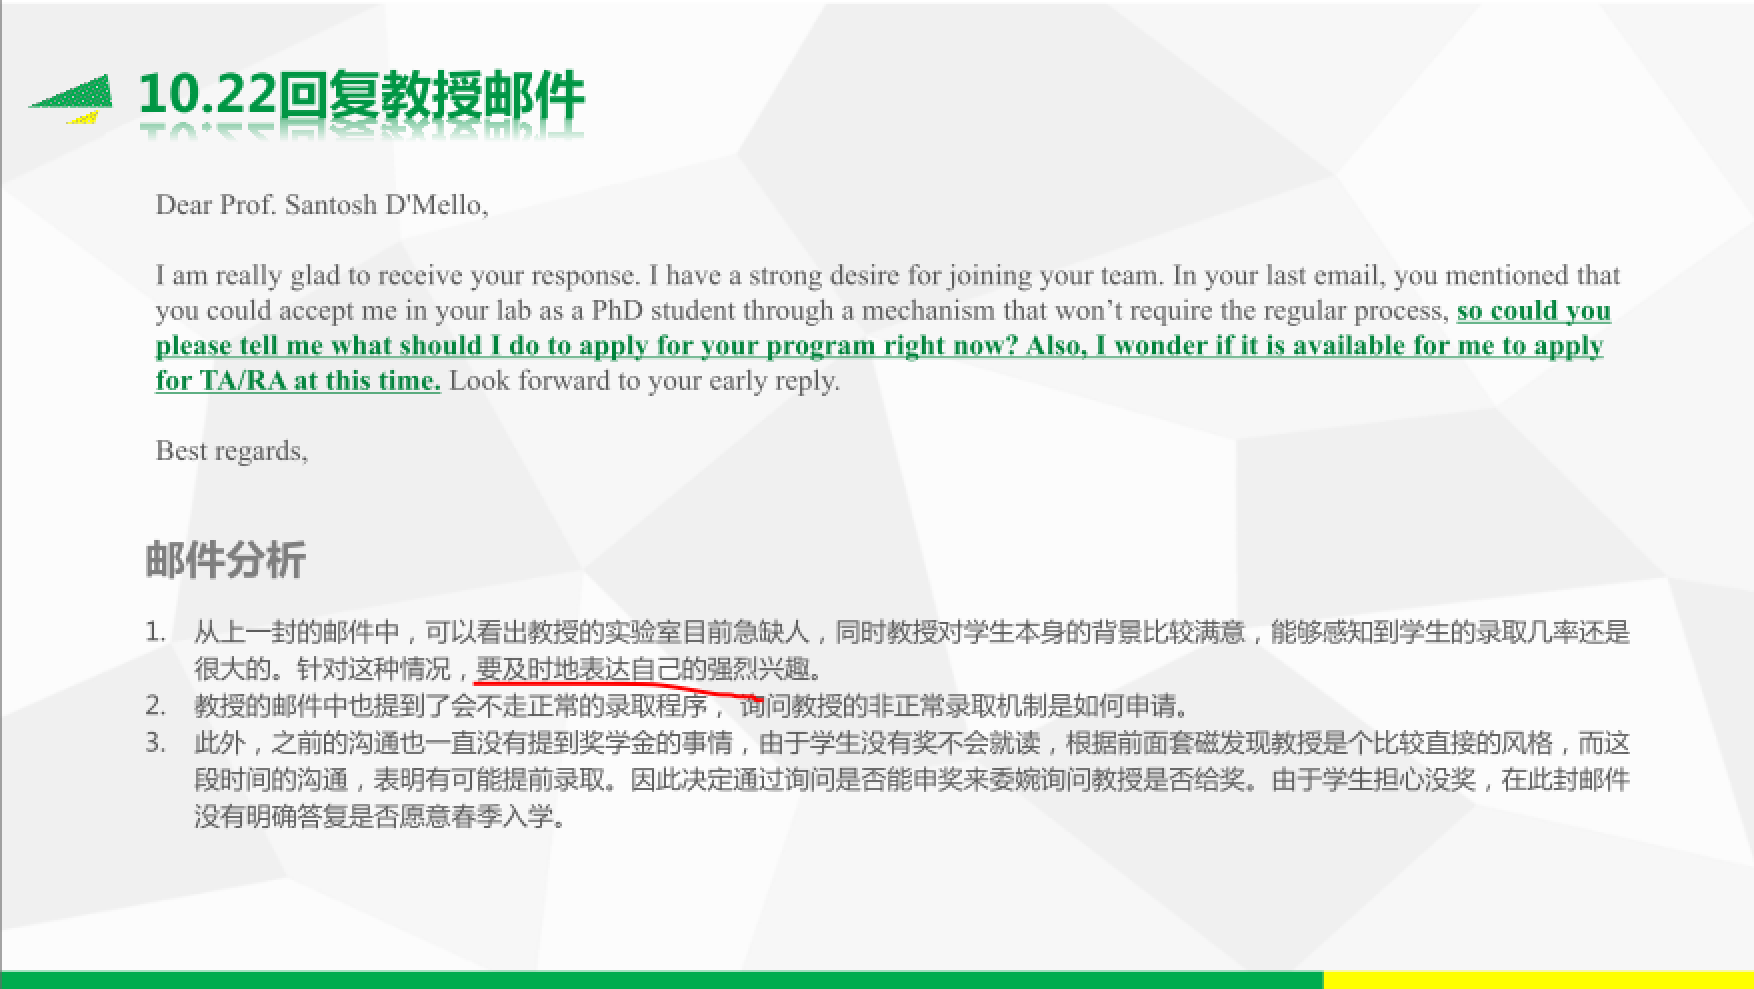 10.22回复教授邮件
Dear Prof. Santosh D'Mello,
I am really glad to receive your response. I have a strong desire for joining your team. In your last email, you mentioned that
you could accept me in your lab as a PhD student through a mechanism that won’t require the regular process, so could you
please tell me what should I do to apply for your program right now? Also, I wonder if it is available for me to apply
for TA/RA at this time. Look forward to your early reply.
Best regards,
邮件分析
1. 从上一封的邮件中，可以看出教授的实验室目前急缺人，同时教授对学生本身的背景比较满意，能够感知到学生的录取几率还是
很大的。针对这种情况，要及时地表达自己的强烈兴趣。
2. 教授的邮件中也提到了会不走正常的录取程序， 询问教授的非正常录取机制是如何申请。
3. 此外，之前的沟通也一直没有提到奖学金的事情，由于学生没有奖不会就读，根据前面套磁发现教授是个比较直接的风格，而这
段时间的沟通，表明有可能提前录取。因此决定通过询问是否能申奖来委婉询问教授是否给奖。由于学生担心没奖，在此封邮件
没有明确答复是否愿意春季入学。